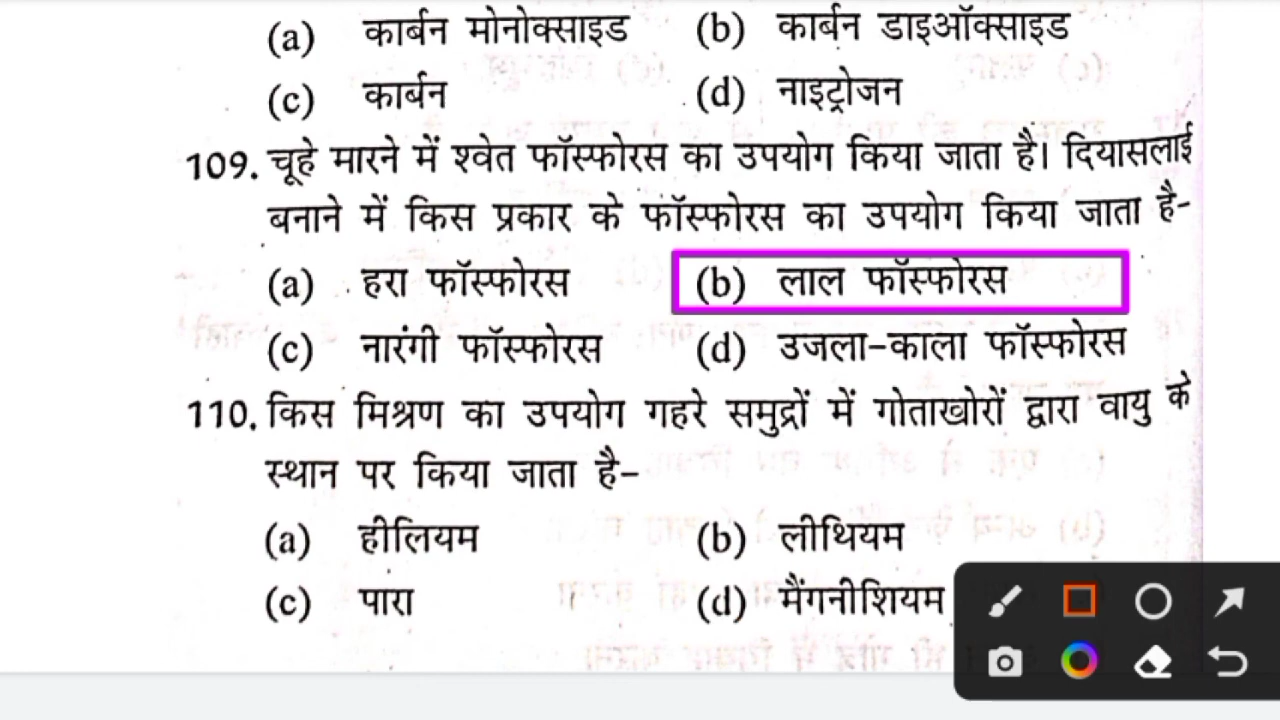 (a) कार्बन मोनोक्साइड (b) कार्बन डाइऑक्साइड
(c) कार्बन (d) नाइट्रोजन
109. चूहे मारने में श्वेत फॉस्फोरस का उपयोग किया जाता है। दियासलाई
बनाने में किस प्रकार के फॉस्फोरस का उपयोग किया जाता है-
(a) हरा फॉस्फोरस (b) लाल फॉस्फोरस
(c) नारंगी फॉस्फोरस (d) उजला-काला फॉस्फोरस
110. किस मिश्रण का उपयोग गहरे समुद्रों में गोताखोरों द्वारा वायु के
स्थान पर किया जाता है-
(a) हीलियम (b) लीथियम
(c) पारा (d) मैंगनीशियम